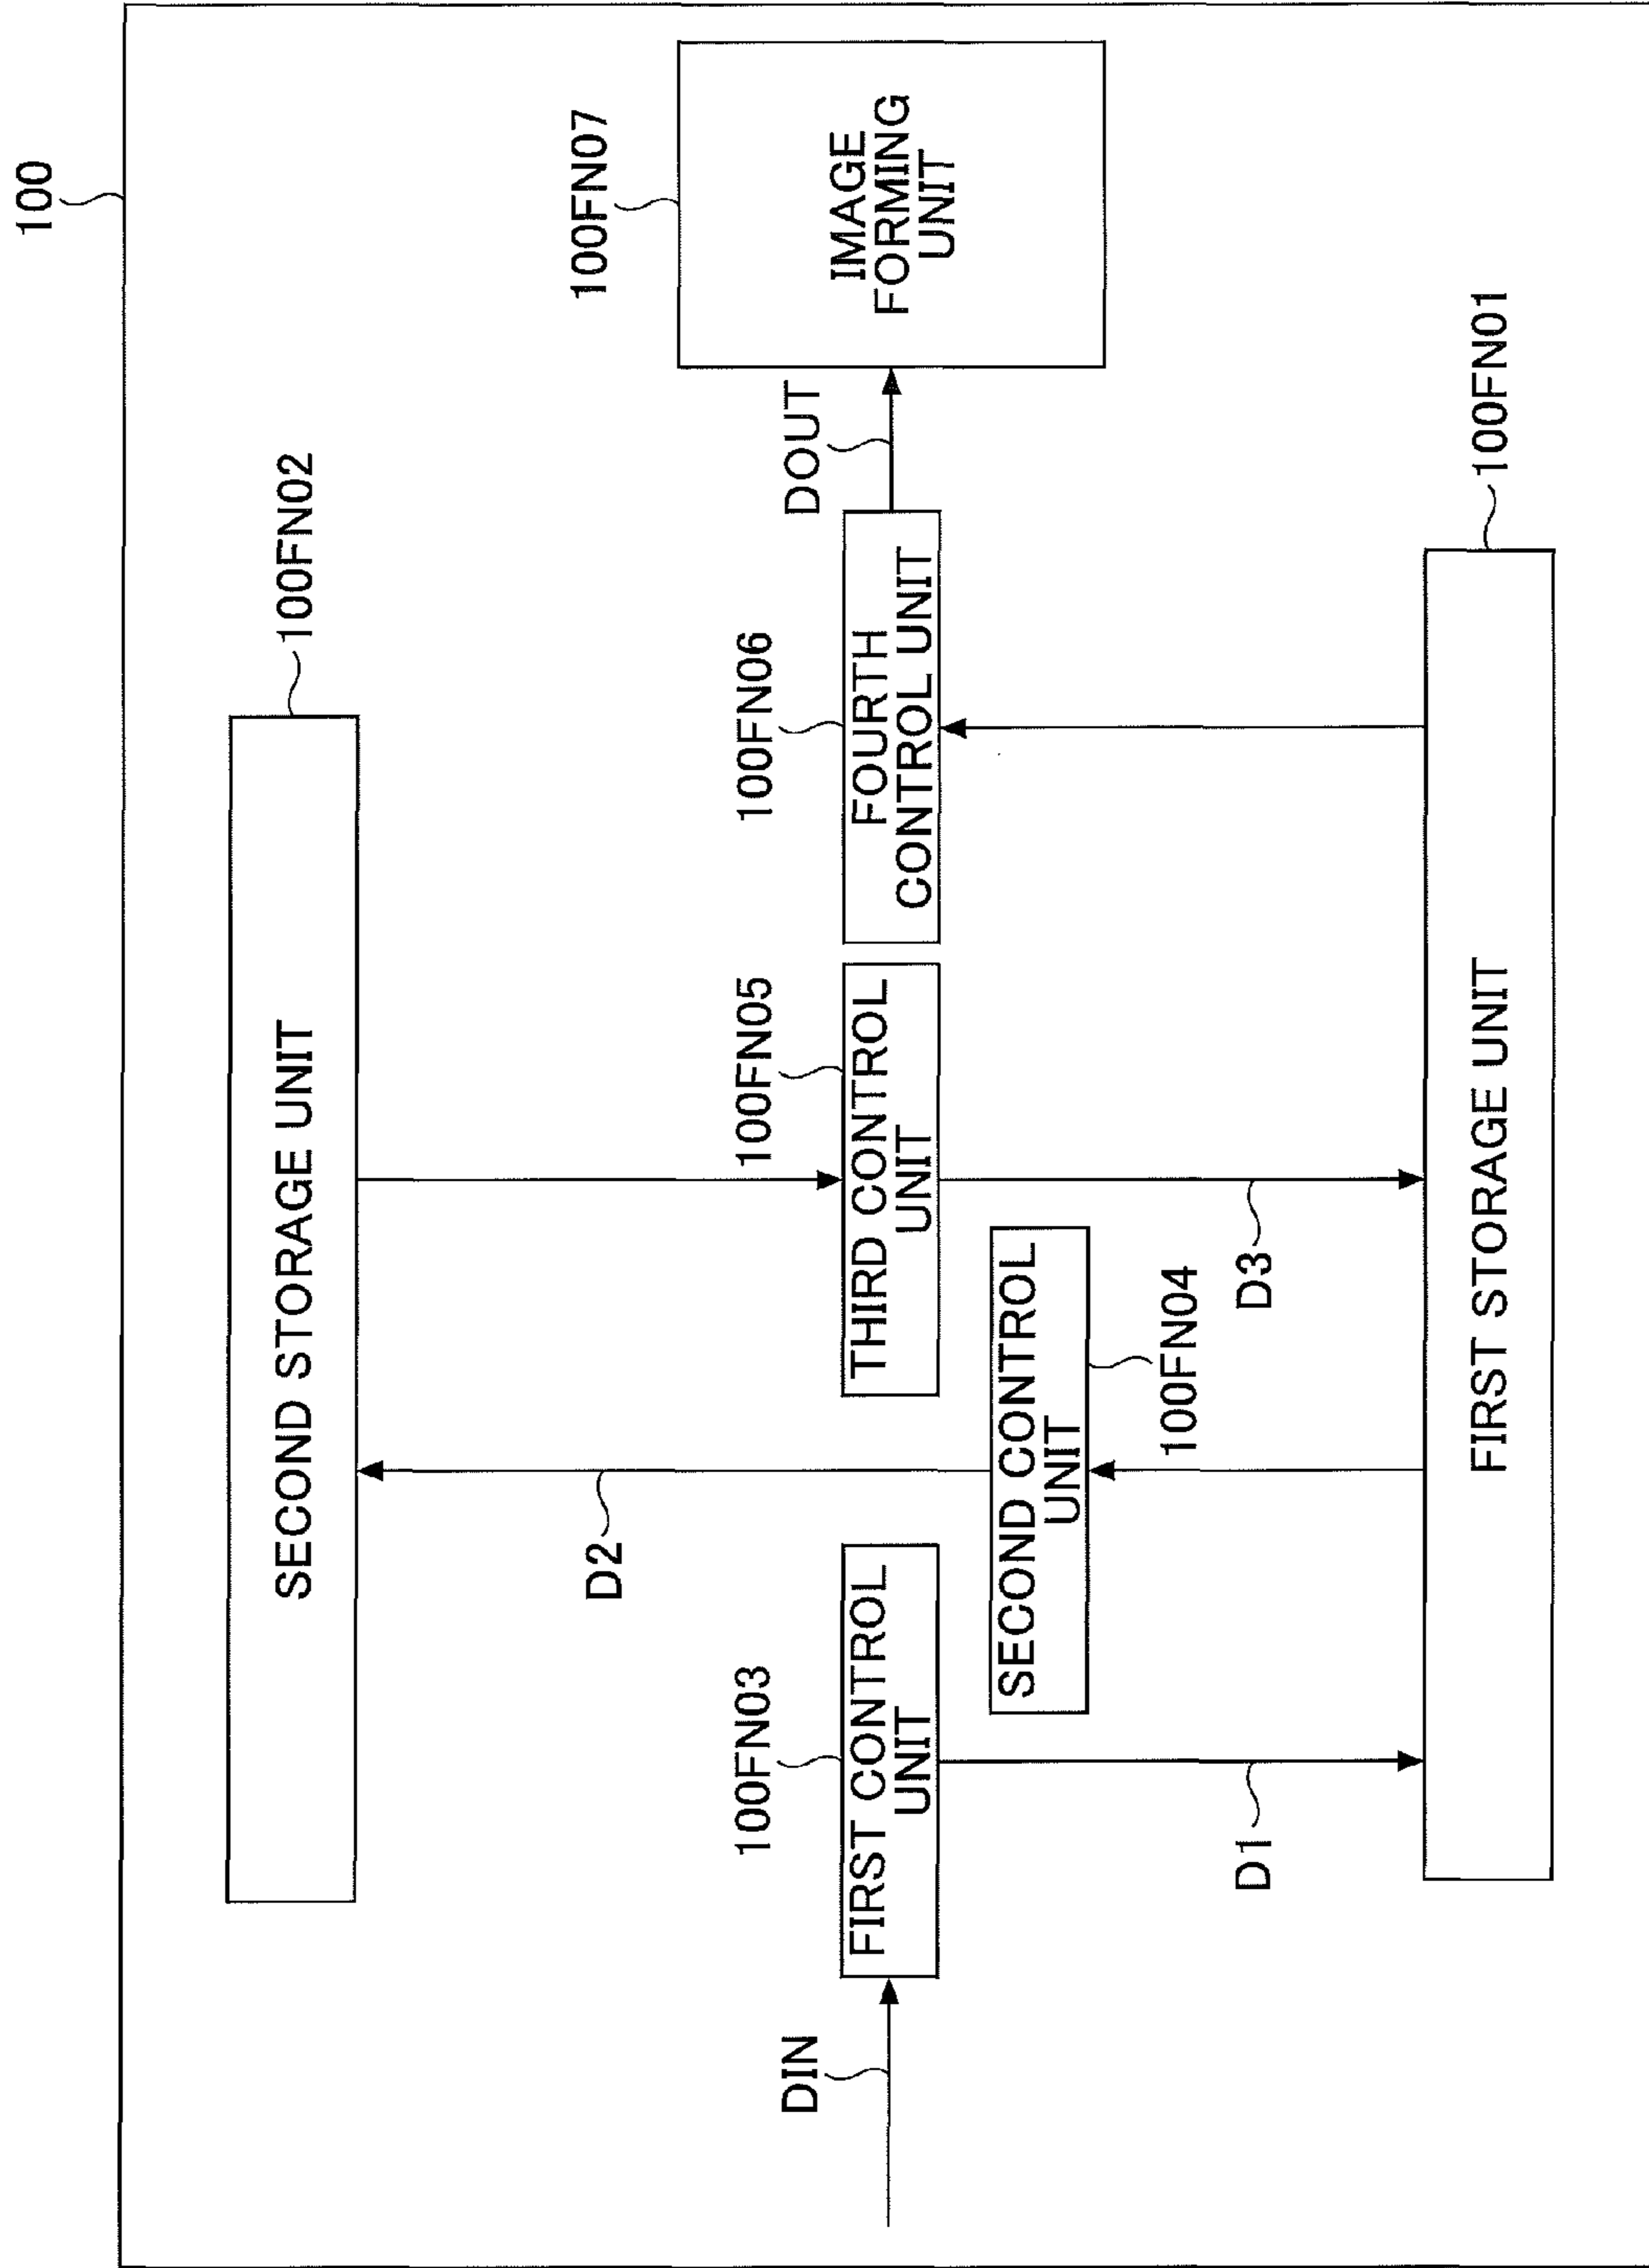 100
100FN02
SECOND STORAGE UNIT
100FN07
IMAGE
FORMING
UNIT
DOUT
100FN06
FOURTH
CONTROL UNIT
100FN05
THIRD CONTROL
UNIT
D2
100FN03
FIRST CONTROL
UNIT
DIN
SECOND CONTROL
UNIT
100FN04
D3
D1
100FN01
FIRST STORAGE UNIT